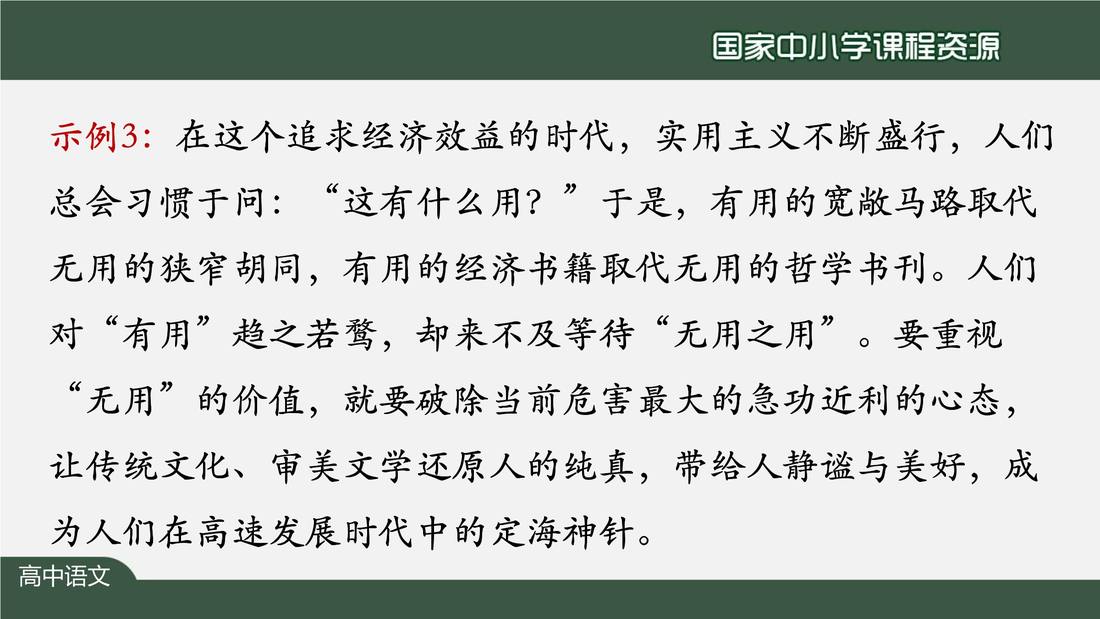 国家中小学课程资源
示例3：在这个追求经济效益的时代，实用主义不断盛行，人们
总会习惯于问：“这有什么用？”于是，有用的宽敞马路取代
无用的狭窄胡同，有用的经济书籍取代无用的哲学书刊。人们
对“有用”趋之若鹜，却来不及等待“无用之用”。要重视
“无用”的价值，就要破除当前危害最大的急功近利的心态，
让传统文化、审美文学还原人的纯真，带给人静谧与美好，成
为人们在高速发展时代中的定海神针。
高中语文